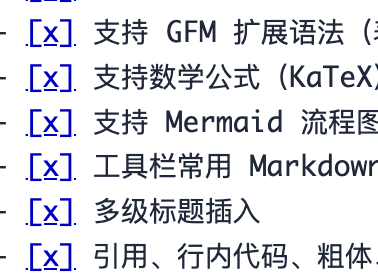 - [x] 支持 GFM 扩展语法（
- [x] 支持数学公式（KaTeX
- [x] 支持 Mermaid 流程图
- [x] 工具栏常用 Markdown
- [x] 多级标题插入
- [x] 引用、行内代码、粗体